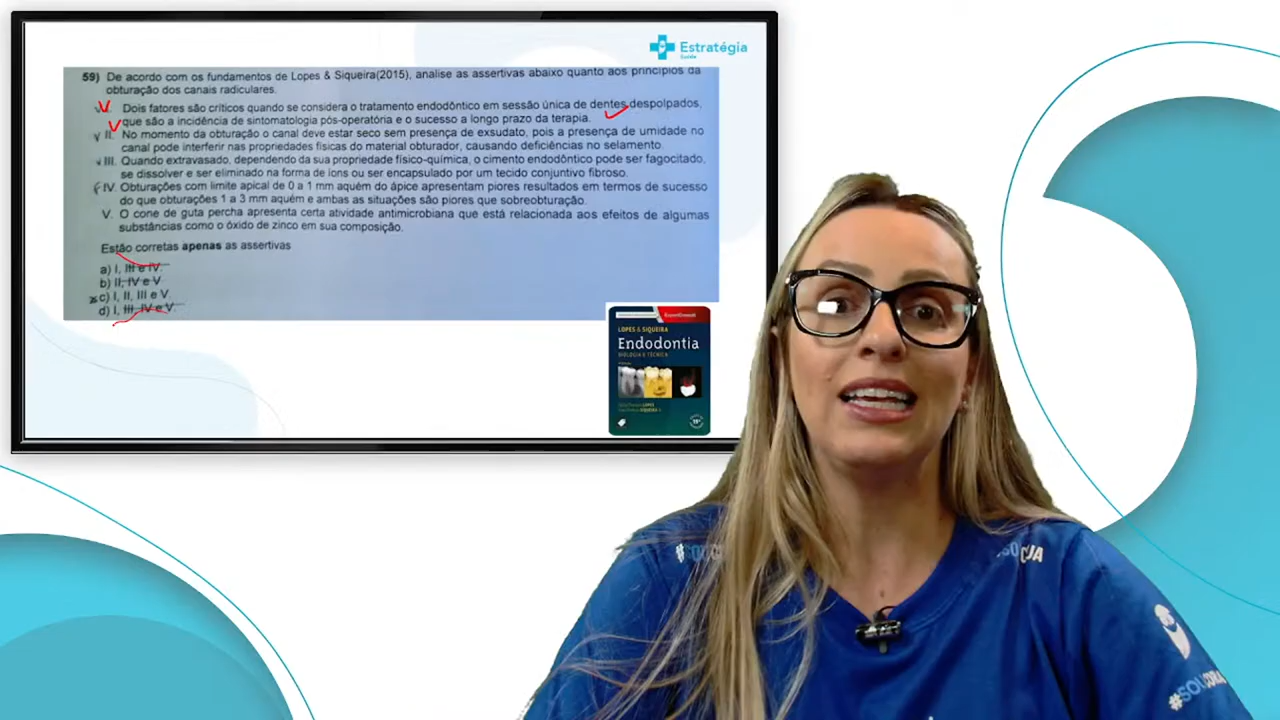 Estratégia
Saúde
59) De acordo com os fundamentos de Lopes & Siqueira(2015), analise as assertivas abaixo quanto aos princípios da
obturação dos canais radiculares.
V Dois fatores são críticos quando se considera o tratamento endodôntico em sessão única de dentes despolpados,
que são a incidência de sintomatologia pós-operatória e o sucesso a longo prazo da terapia.
V II. No momento da obturação o canal deve estar seco sem presença de exsudato, pois a presença de umidade no
canal pode interferir nas propriedades físicas do material obturador, causando deficiências no selamento.
III. Quando extravasado, dependendo da sua propriedade físico-química, o cimento endodôntico pode ser fagocitado,
se dissolver e ser eliminado na forma de íons ou ser encapsulado por um tecido conjuntivo fibroso.
IV. Obturações com limite apical de 0 a 1 mm aquém do ápice apresentam piores resultados em termos de sucesso
do que obturações 1 a 3 mm aquém e ambas as situações são piores que sobreobturação.
V. O cone de guta percha apresenta certa atividade antimicrobiana que está relacionada aos efeitos de algumas
substâncias como o óxido de zinco em sua composição.
Estão corretas apenas as assertivas
a) I, III e IV.
b) II, IV e V
c) I, II, III e V.
d) I, III, IV e V.
LOPES & SIQUEIRA
Endodontia
BIOLOGIA E TÉCNICA